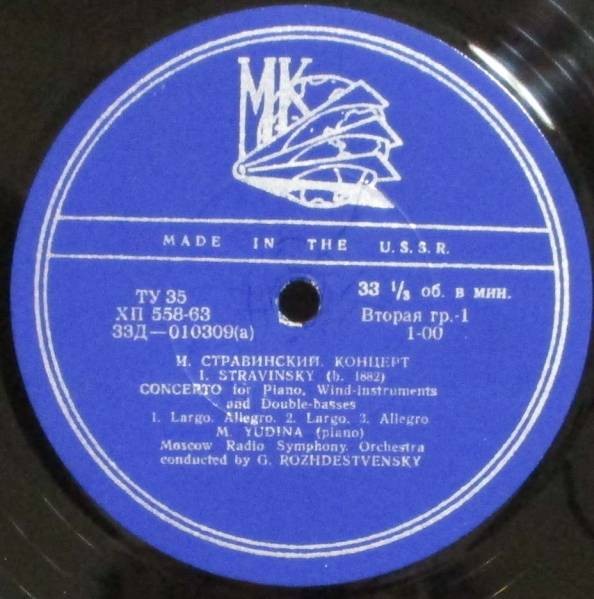 МК
MADE IN THE U.S.S.R.
ТУ 35
ХП 558-63
33Д—010309(а)
33 1/3 об. в мин.
Вторая гр.-1
1-00
И. СТРАВИНСКИЙ. КОНЦЕРТ
I. STRAVINSKY (b. 1882)
CONCERTO for Piano, Wind-instruments
and Double-basses
1. Largo. Allegro. 2. Largo. 3. Allegro
M. YUDINA (piano)
Moscow Radio Symphony. Orchestra
conducted by G. ROZHDESTVENSKY